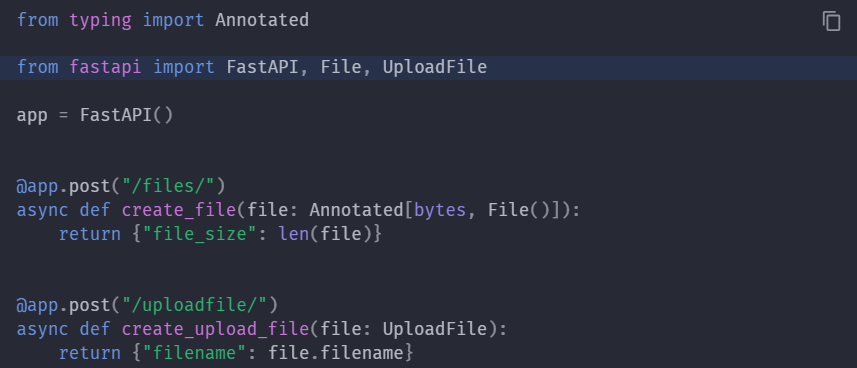 from typing import Annotated
from fastapi import FastAPI, File, UploadFile
app = FastAPI()
@app.post("/files/")
async def create_file(file: Annotated[bytes, File()]):
    return {"file_size": len(file)}
@app.post("/uploadfile/")
async def create_upload_file(file: UploadFile):
    return {"filename": file.filename}